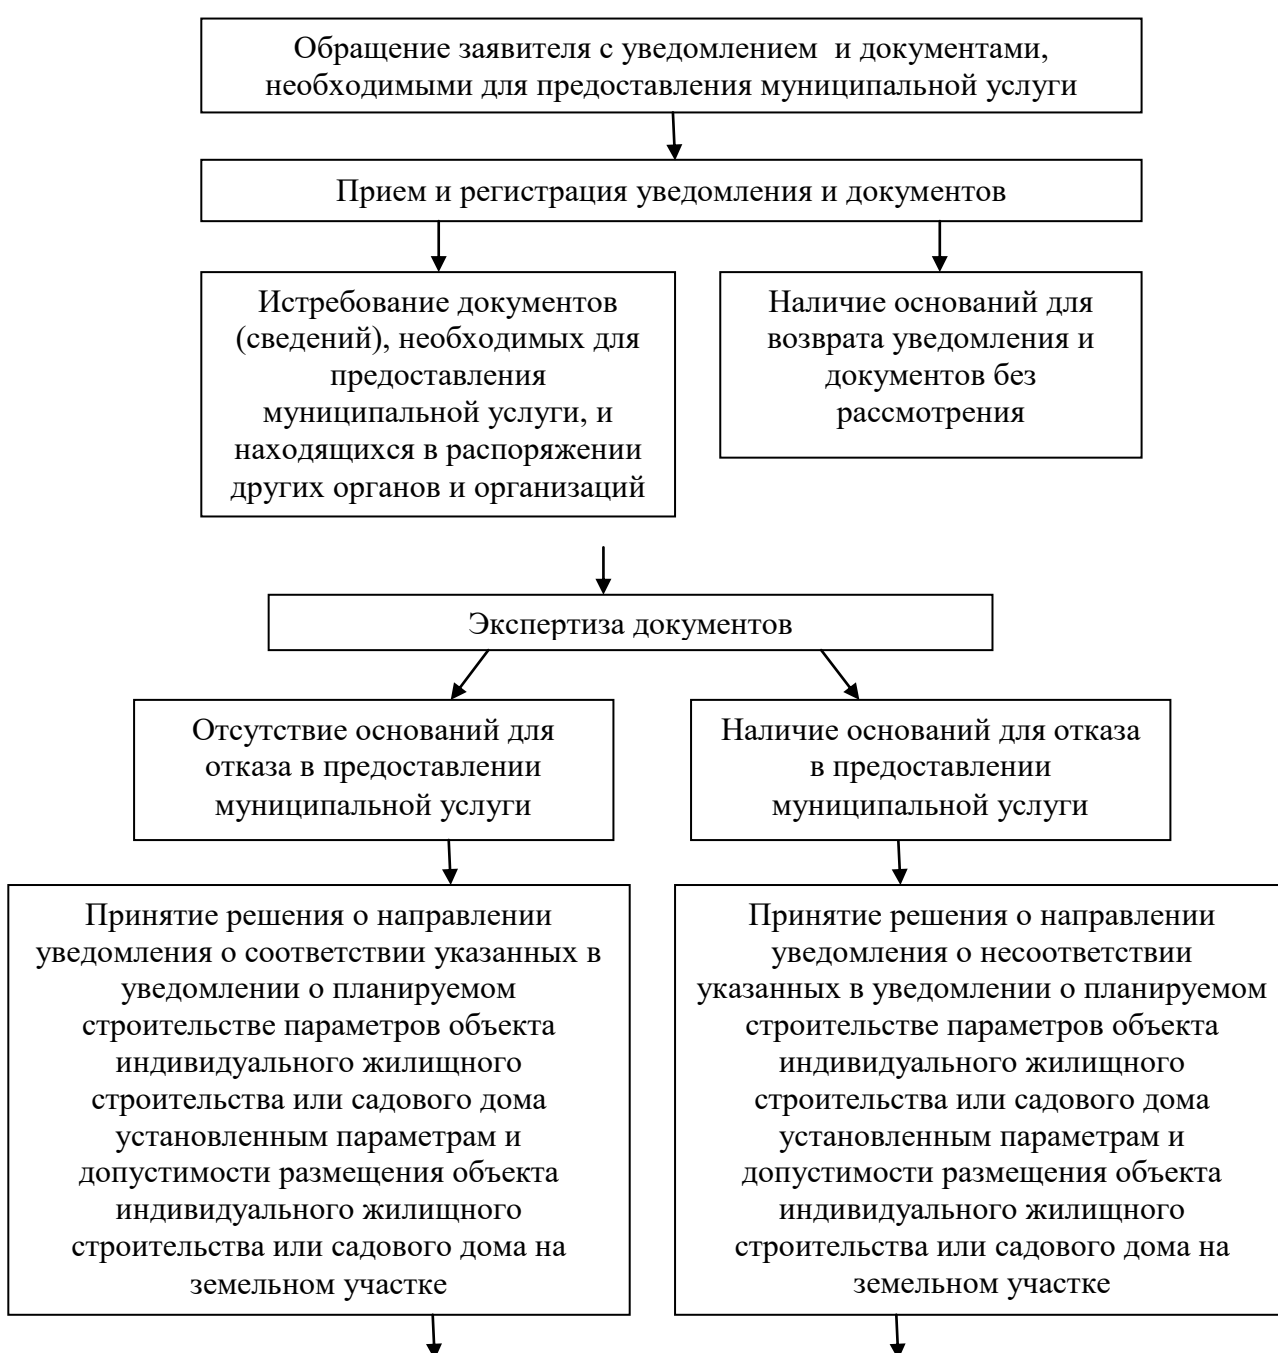 Обращение заявителя с уведомлением и документами,
необходимыми для предоставления муниципальной услуги
Прием и регистрация уведомления и документов
Истребование документов
(сведений), необходимых для
предоставления
муниципальной услуги, и
находящихся в распоряжении
других органов и организаций
Наличие оснований для
возврата уведомления и
документов без
рассмотрения
Экспертиза документов
Отсутствие оснований для
отказа в предоставлении
муниципальной услуги
Наличие оснований для отказа
в предоставлении
муниципальной услуги
Принятие решения о направлении
уведомления о соответствии указанных в
уведомлении о планируемом
строительстве параметров объекта
индивидуального жилищного
строительства или садового дома
установленным параметрам и
допустимости размещения объекта
индивидуального жилищного
строительства или садового дома на
земельном участке
Принятие решения о направлении
уведомления о несоответствии
указанных в уведомлении о планируемом
строительстве параметров объекта
индивидуального жилищного
строительства или садового дома
установленным параметрам и
допустимости размещения объекта
индивидуального жилищного
строительства или садового дома на
земельном участке